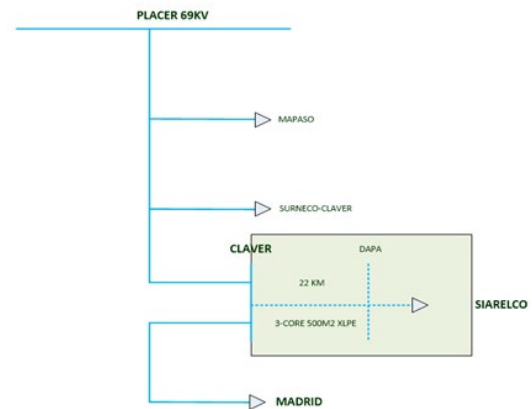 PLACER 69KV
MAPASO
SURNECO-CLAVER
CLAVER
DAPA
22 KM
SIARELCO
3-CORE 500M2 XLPE
MADRID